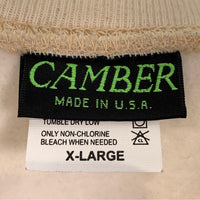 CAMBER
MADE IN U.S.A.
TUMBLE DRY LOW
ONLY NON-CHLORINE
BLEACH WHEN NEEDED
X-LARGE